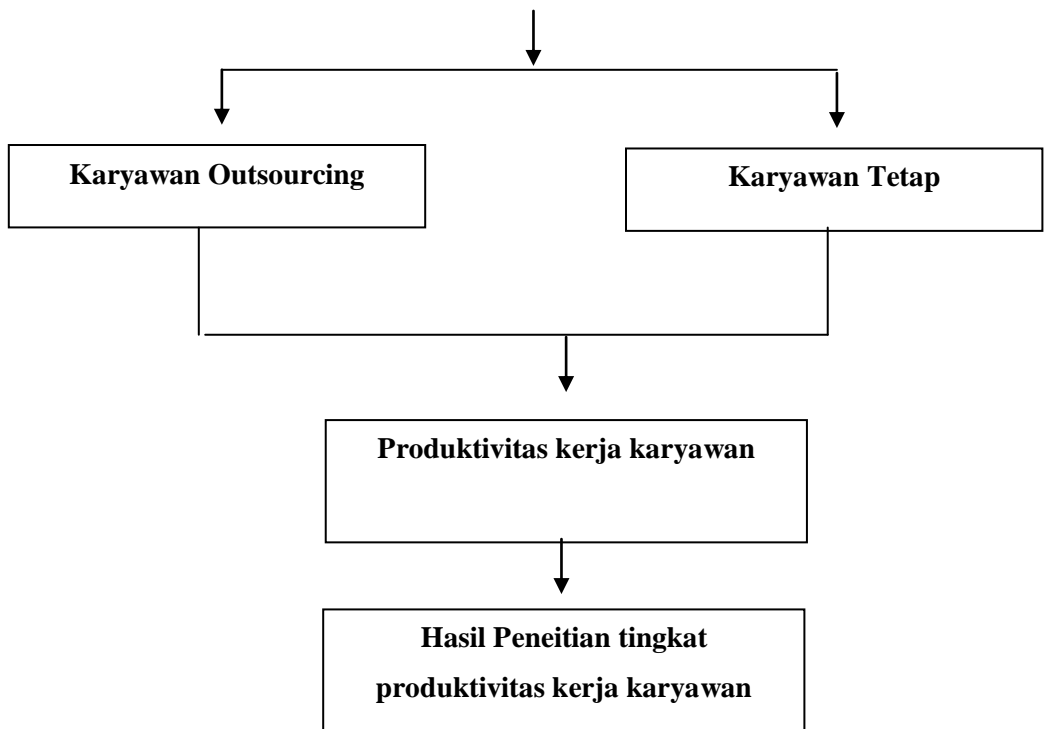 Karyawan Outsourcing
Karyawan Tetap
Produktivitas kerja karyawan
Hasil Peneitian tingkat
produktivitas kerja karyawan